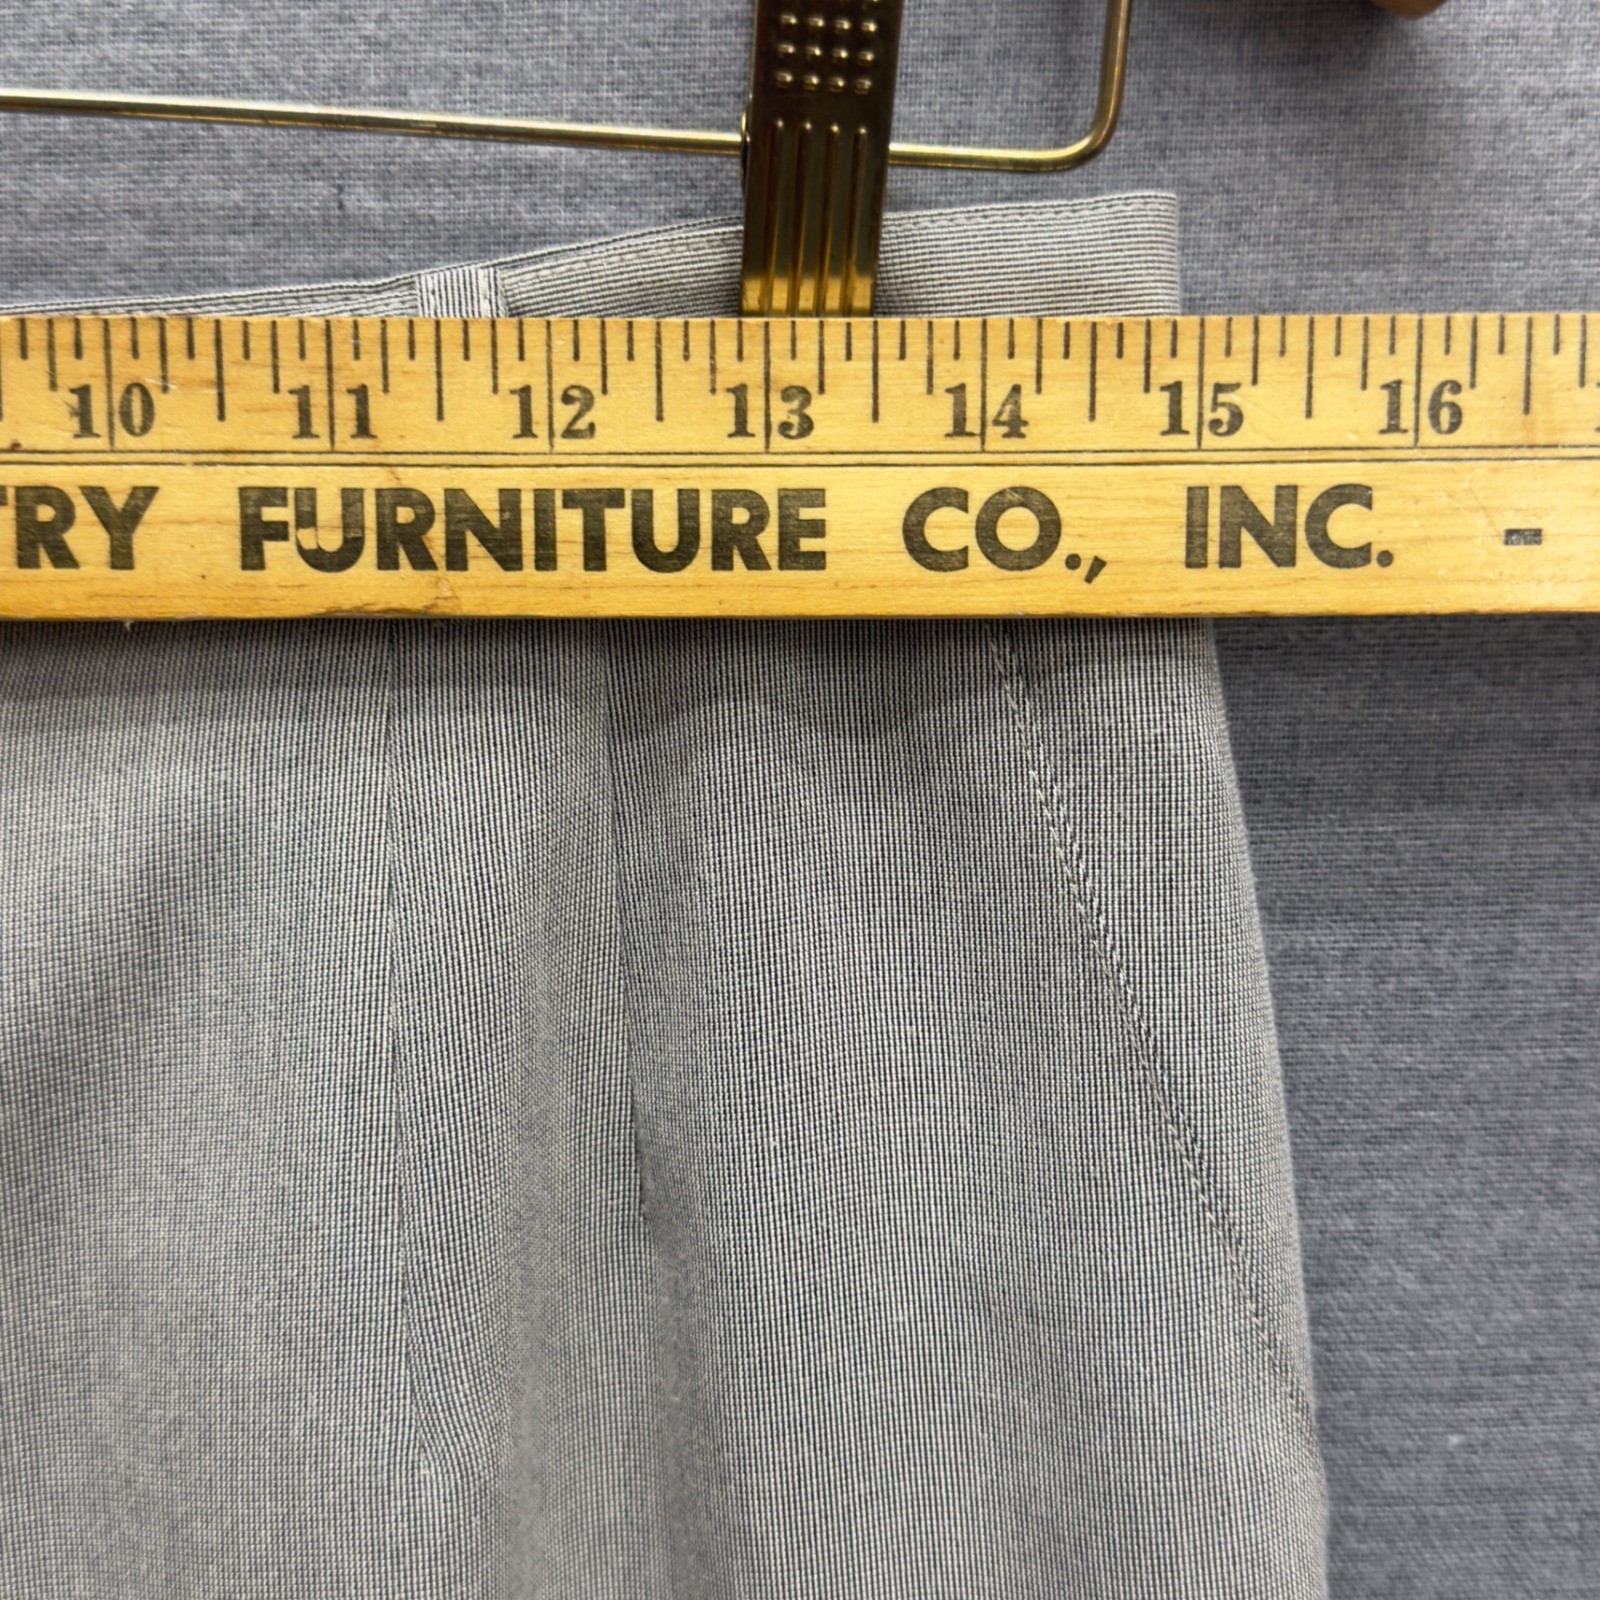 10 11 12 13 14 15 16
TRY FURNITURE CO., INC. -